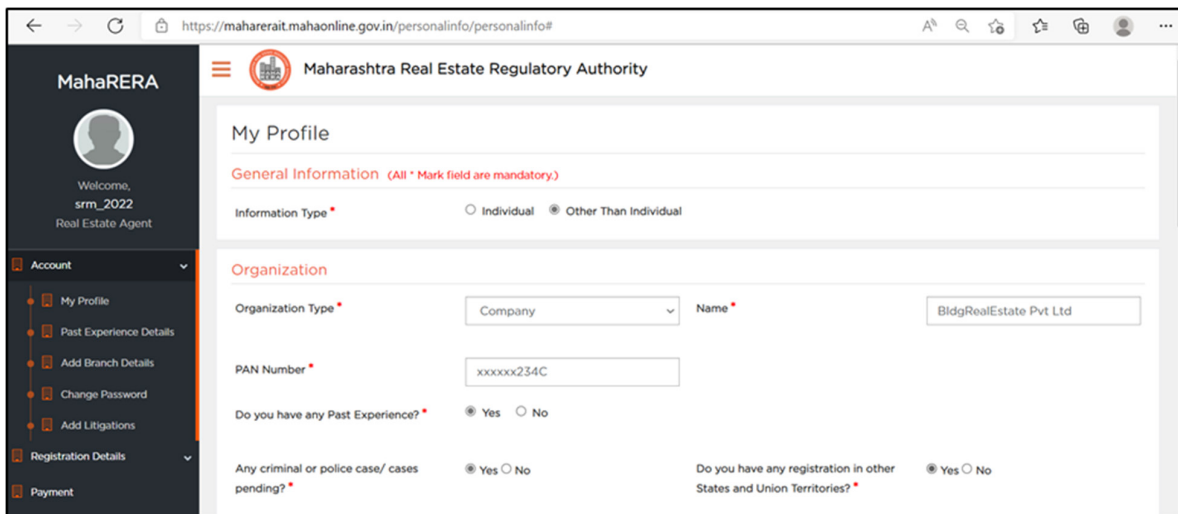 https://maharerait.mahaonline.gov.in/personalinfo/personalinfo#
MahaRERA
Welcome,
srm_2022
Real Estate Agent
Account
My Profile
Past Experience Details
Add Branch Details
Change Password
Add Litigations
Registration Details
Payment
Maharashtra Real Estate Regulatory Authority
My Profile
General Information (All * Mark field are mandatory.)
Information Type * Individual Other Than Individual
Organization
Organization Type * Company Name * BldgRealEstate Pvt Ltd
PAN Number * xxxxxx234C
Do you have any Past Experience? * Yes No
Any criminal or police case/ cases pending? * Yes No
Do you have any registration in other States and Union Territories? * Yes No